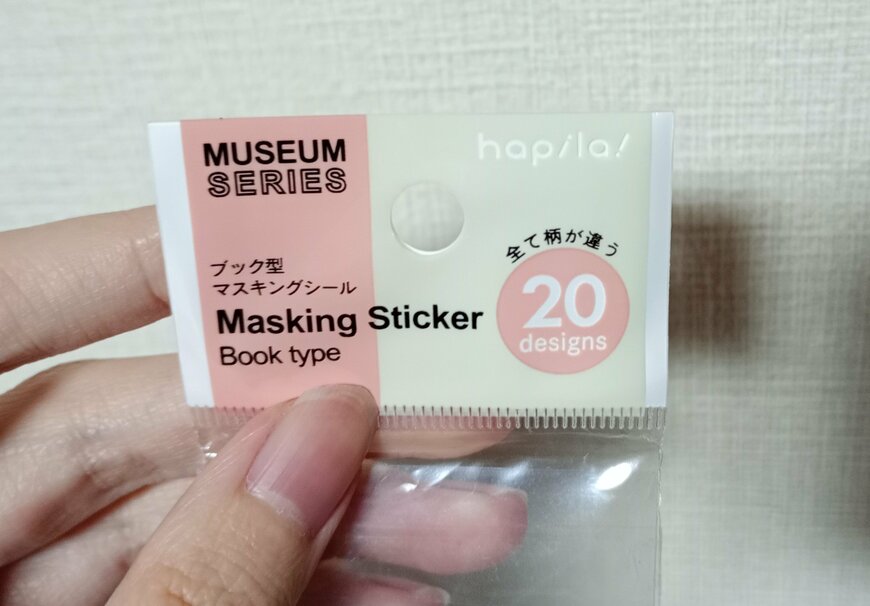 MUSEUM
SERIES
hapila!
ブック型
マスキングシール
Masking Sticker
Book type
全て柄が違う
20
designs